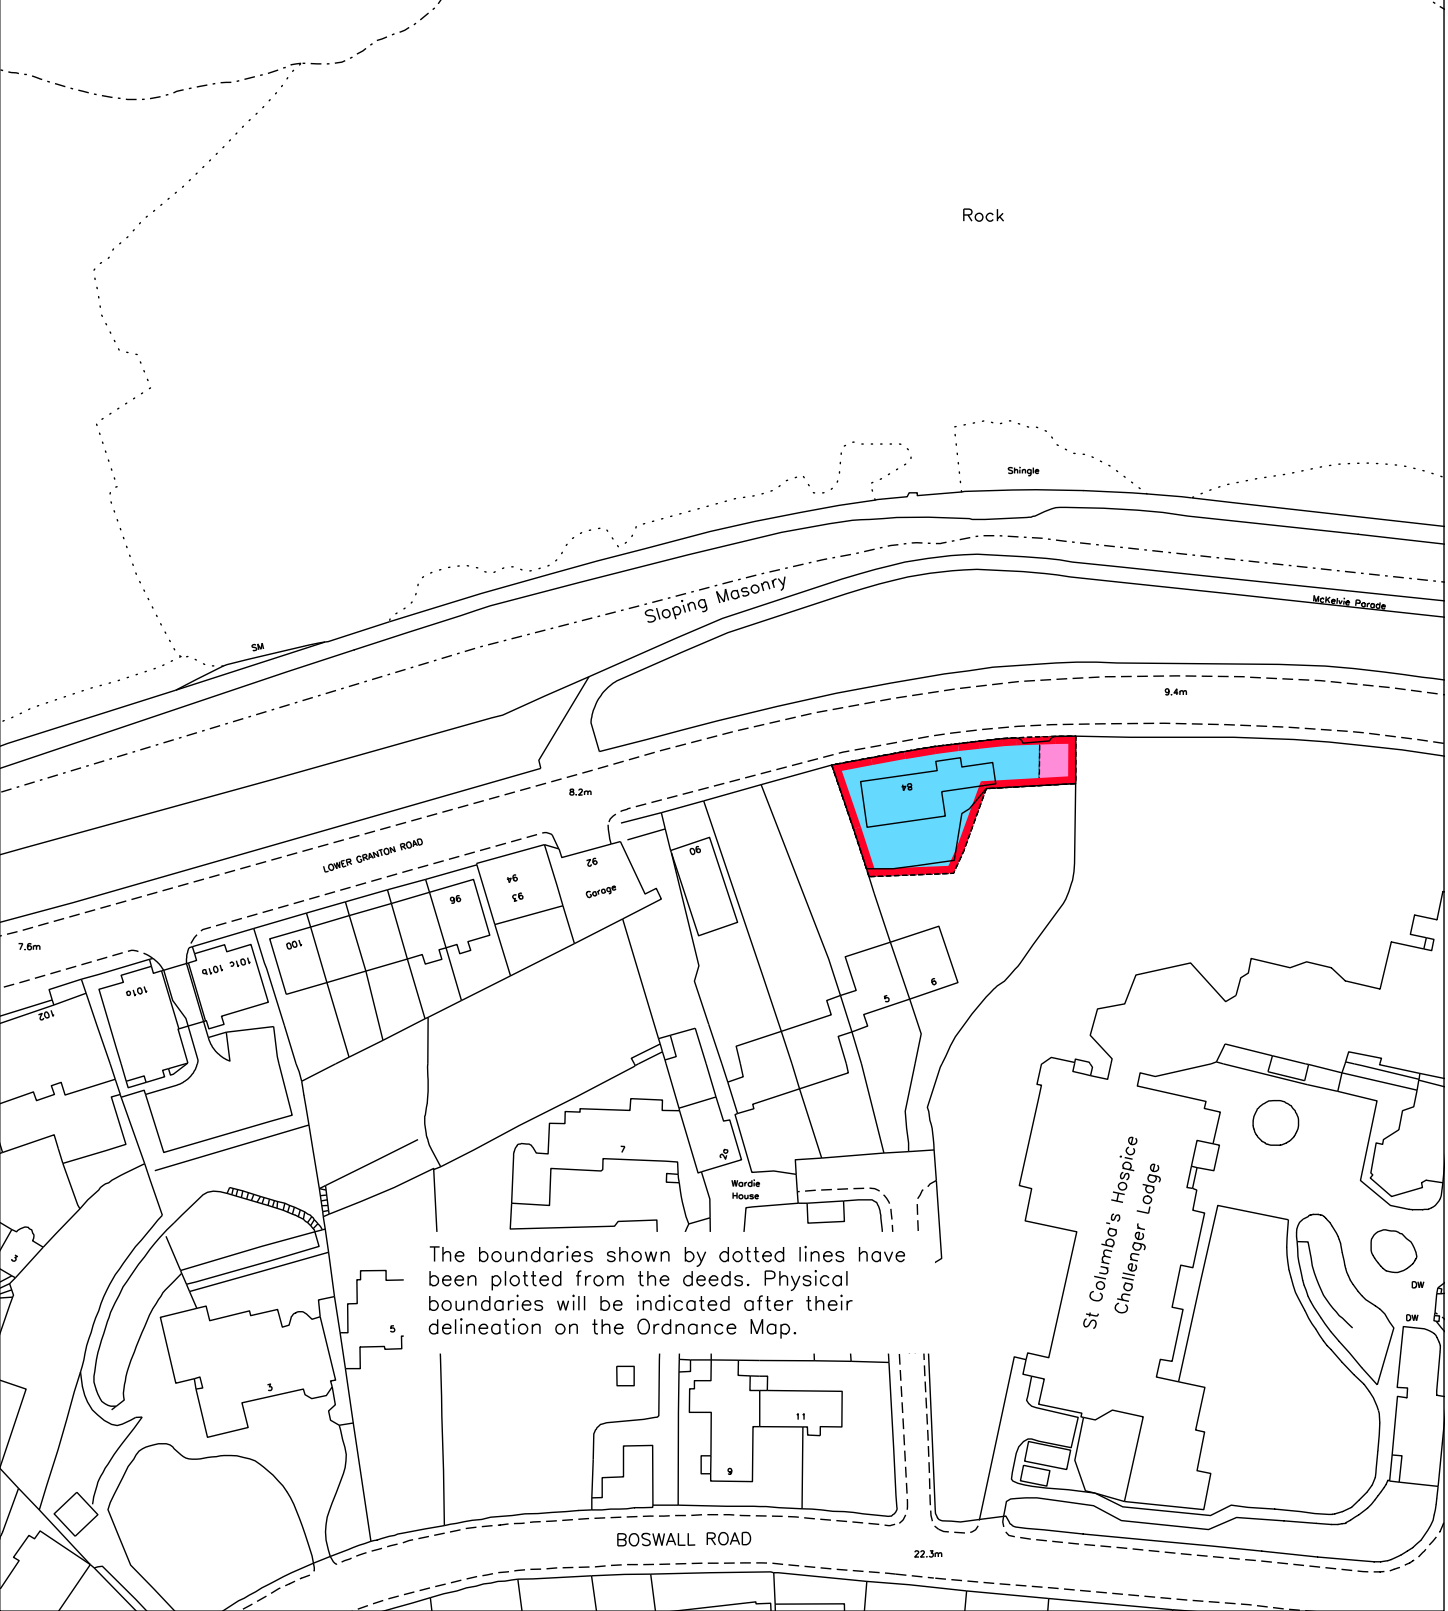 Rock
Shingle
Sloping Masonry
McKelvie Parade
SM
9.4m
84
8.2m
LOWER GRANTON ROAD
92
Garage
90
94
93
96
100
7.6m
101c
101b
101a
102
6
5
7
2a
Wardie
House
St Columba's Hospice
Challenger Lodge
The boundaries shown by dotted lines have
been plotted from the deeds. Physical
boundaries will be indicated after their
delineation on the Ordnance Map.
3
5
DW
DW
3
11
9
BOSWALL ROAD
22.3m